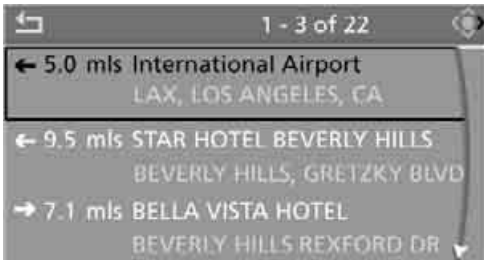 1 - 3 of 22
5.0 mls International Airport
LAX, LOS ANGELES, CA
9.5 mls STAR HOTEL BEVERLY HILLS
BEVERLY HILLS, GRETZKY BLVD
7.1 mls BELLA VISTA HOTEL
BEVERLY HILLS REXFORD DR